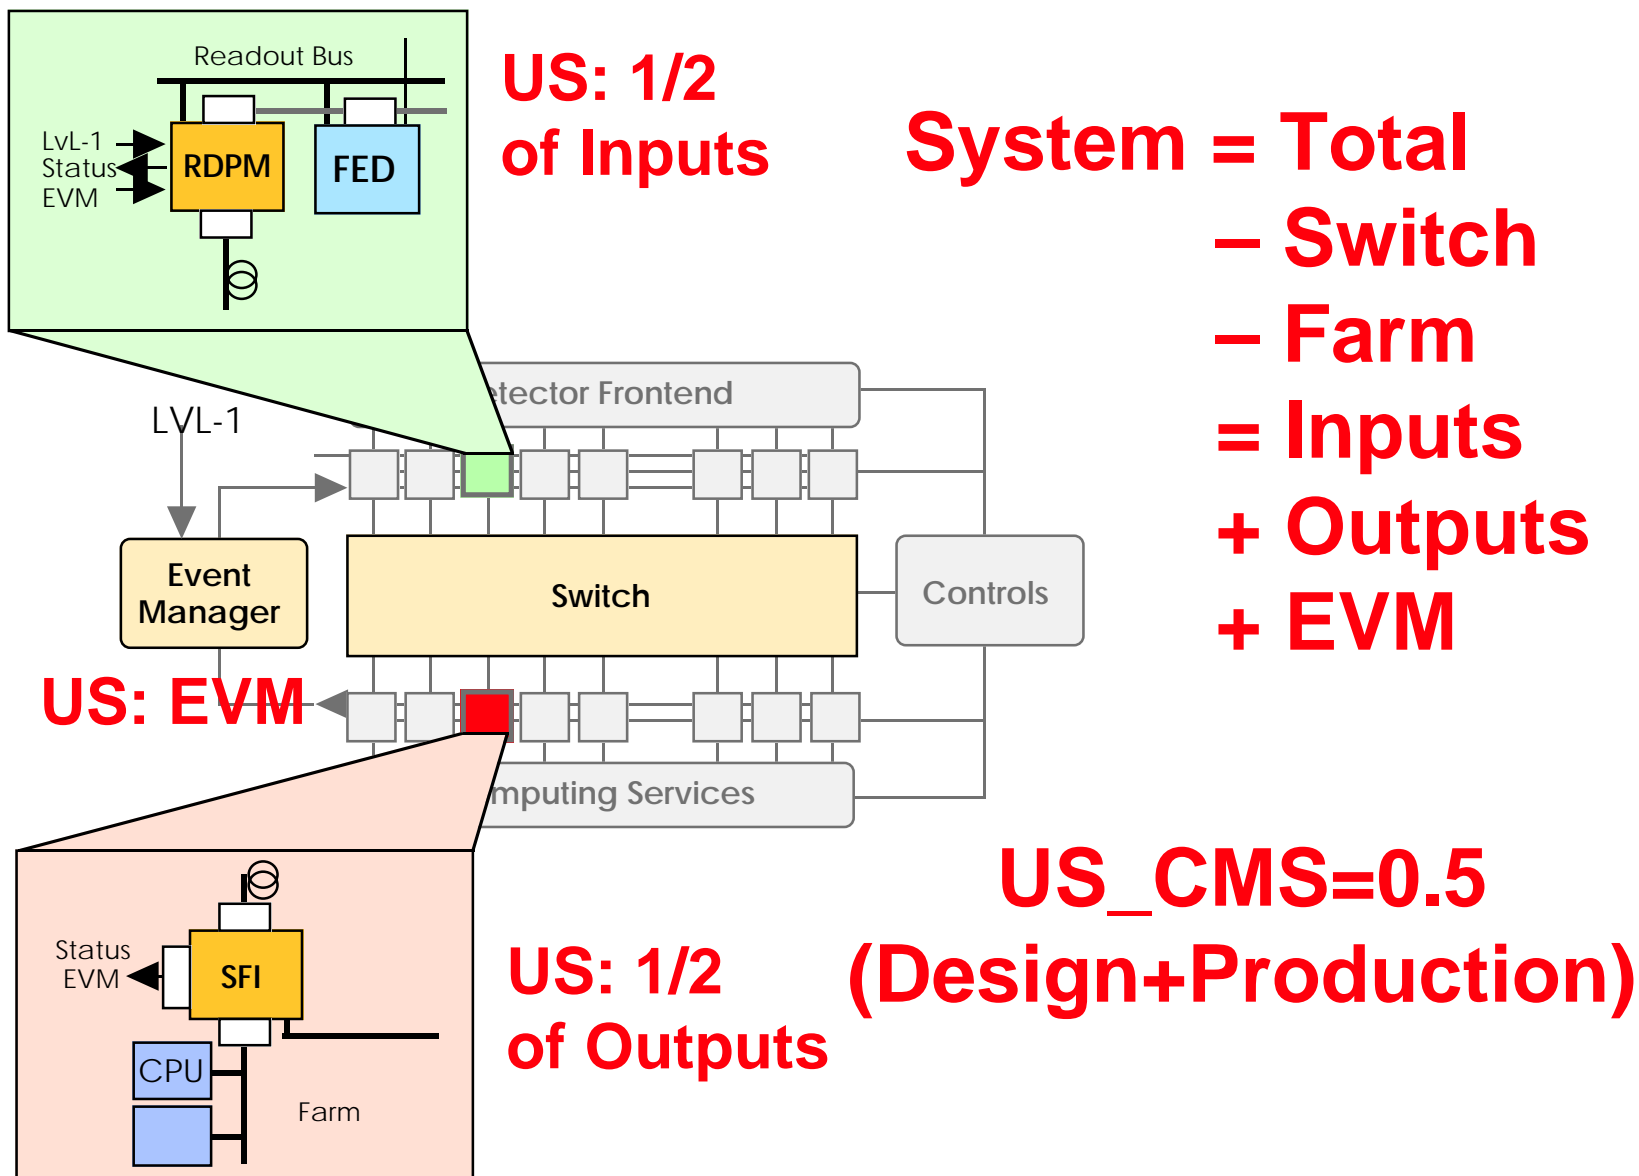 Readout Bus
LvL-1
Status
EVM
RDPM
FED
US: 1/2
of Inputs
System = Total
– Switch
– Farm
= Inputs
+ Outputs
+ EVM
etector Frontend
LVL-1
Event
Manager
Switch
Controls
US: EVM
mputing Services
Status
EVM
SFI
CPU
Farm
US: 1/2
of Outputs
US_CMS=0.5
(Design+Production)